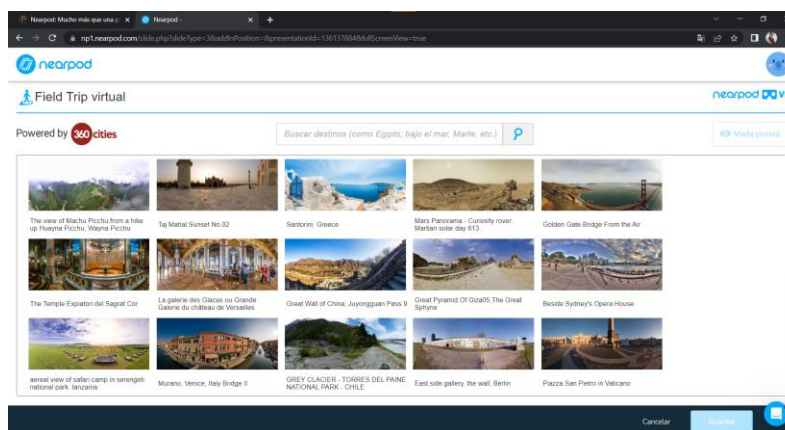 Nearpod: Mucho más que una p
Nearpod -
np1.nearpod.com/slide.php?slideType=3&addInPosition=&presentationId=136137884&fullScreenView=true
nearpod
Field Trip virtual
nearpod
Powered by 360 cities
Buscar destinos (como Egipto, bajo el mar, Marte, etc.)
Vista previa
The view of Machu Picchu from a hike
up Huayna Picchu, Wayna Picchu
Taj Mahal Sunset No.02
Santorini, Greece
Mars Panorama - Curiosity rover:
Martian solar day 613
Golden Gate Bridge From the Air
The Temple Expiatori del Sagrat Cor
La galerie des Glaces ou Grande
Galerie du château de Versailles
Great Wall of China, Juyongguan Pass 9
Great Pyramid Of Giza05,The Great
Sphynx
Beside Sydney's Opera House
aereal view of safari camp in serengeti
national park. tanzania
Murano, Venice, Italy Bridge II
GREY CLACIER - TORRES DEL PAINE
NATIONAL PARK - CHILE
East side gallery, the wall, Berlin
Piazza San Pietro in Vaticano
Cancelar
Guardar